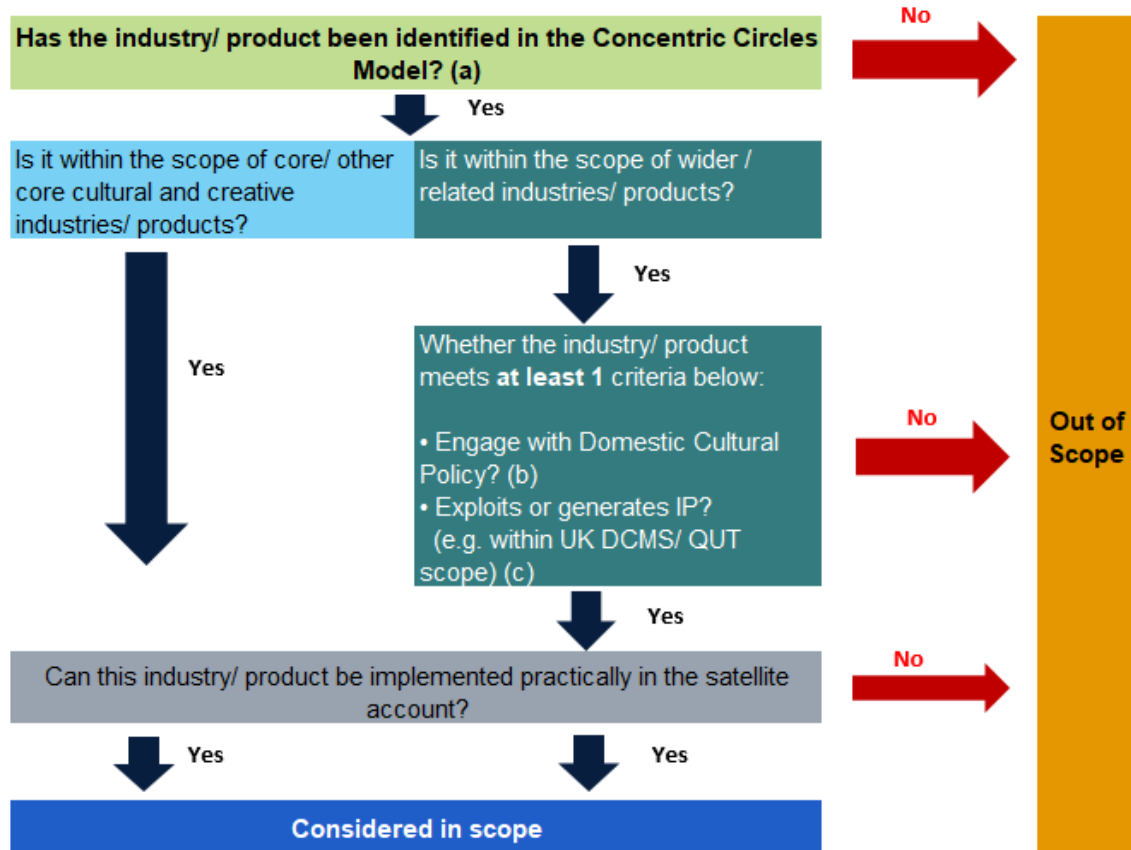 Has the industry/ product been identified in the Concentric Circles
Model? (a)
No
Yes
Is it within the scope of core/ other
core cultural and creative
industries/ products?
Is it within the scope of wider /
related industries/ products?
Yes
Yes
Whether the industry/ product
meets at least 1 criteria below:
• Engage with Domestic Cultural
Policy? (b)
• Exploits or generates IP?
(e.g. within UK DCMS/ QUT
scope) (c)
No
Out of
Scope
Yes
Can this industry/ product be implemented practically in the satellite
account?
No
Yes
Yes
Considered in scope